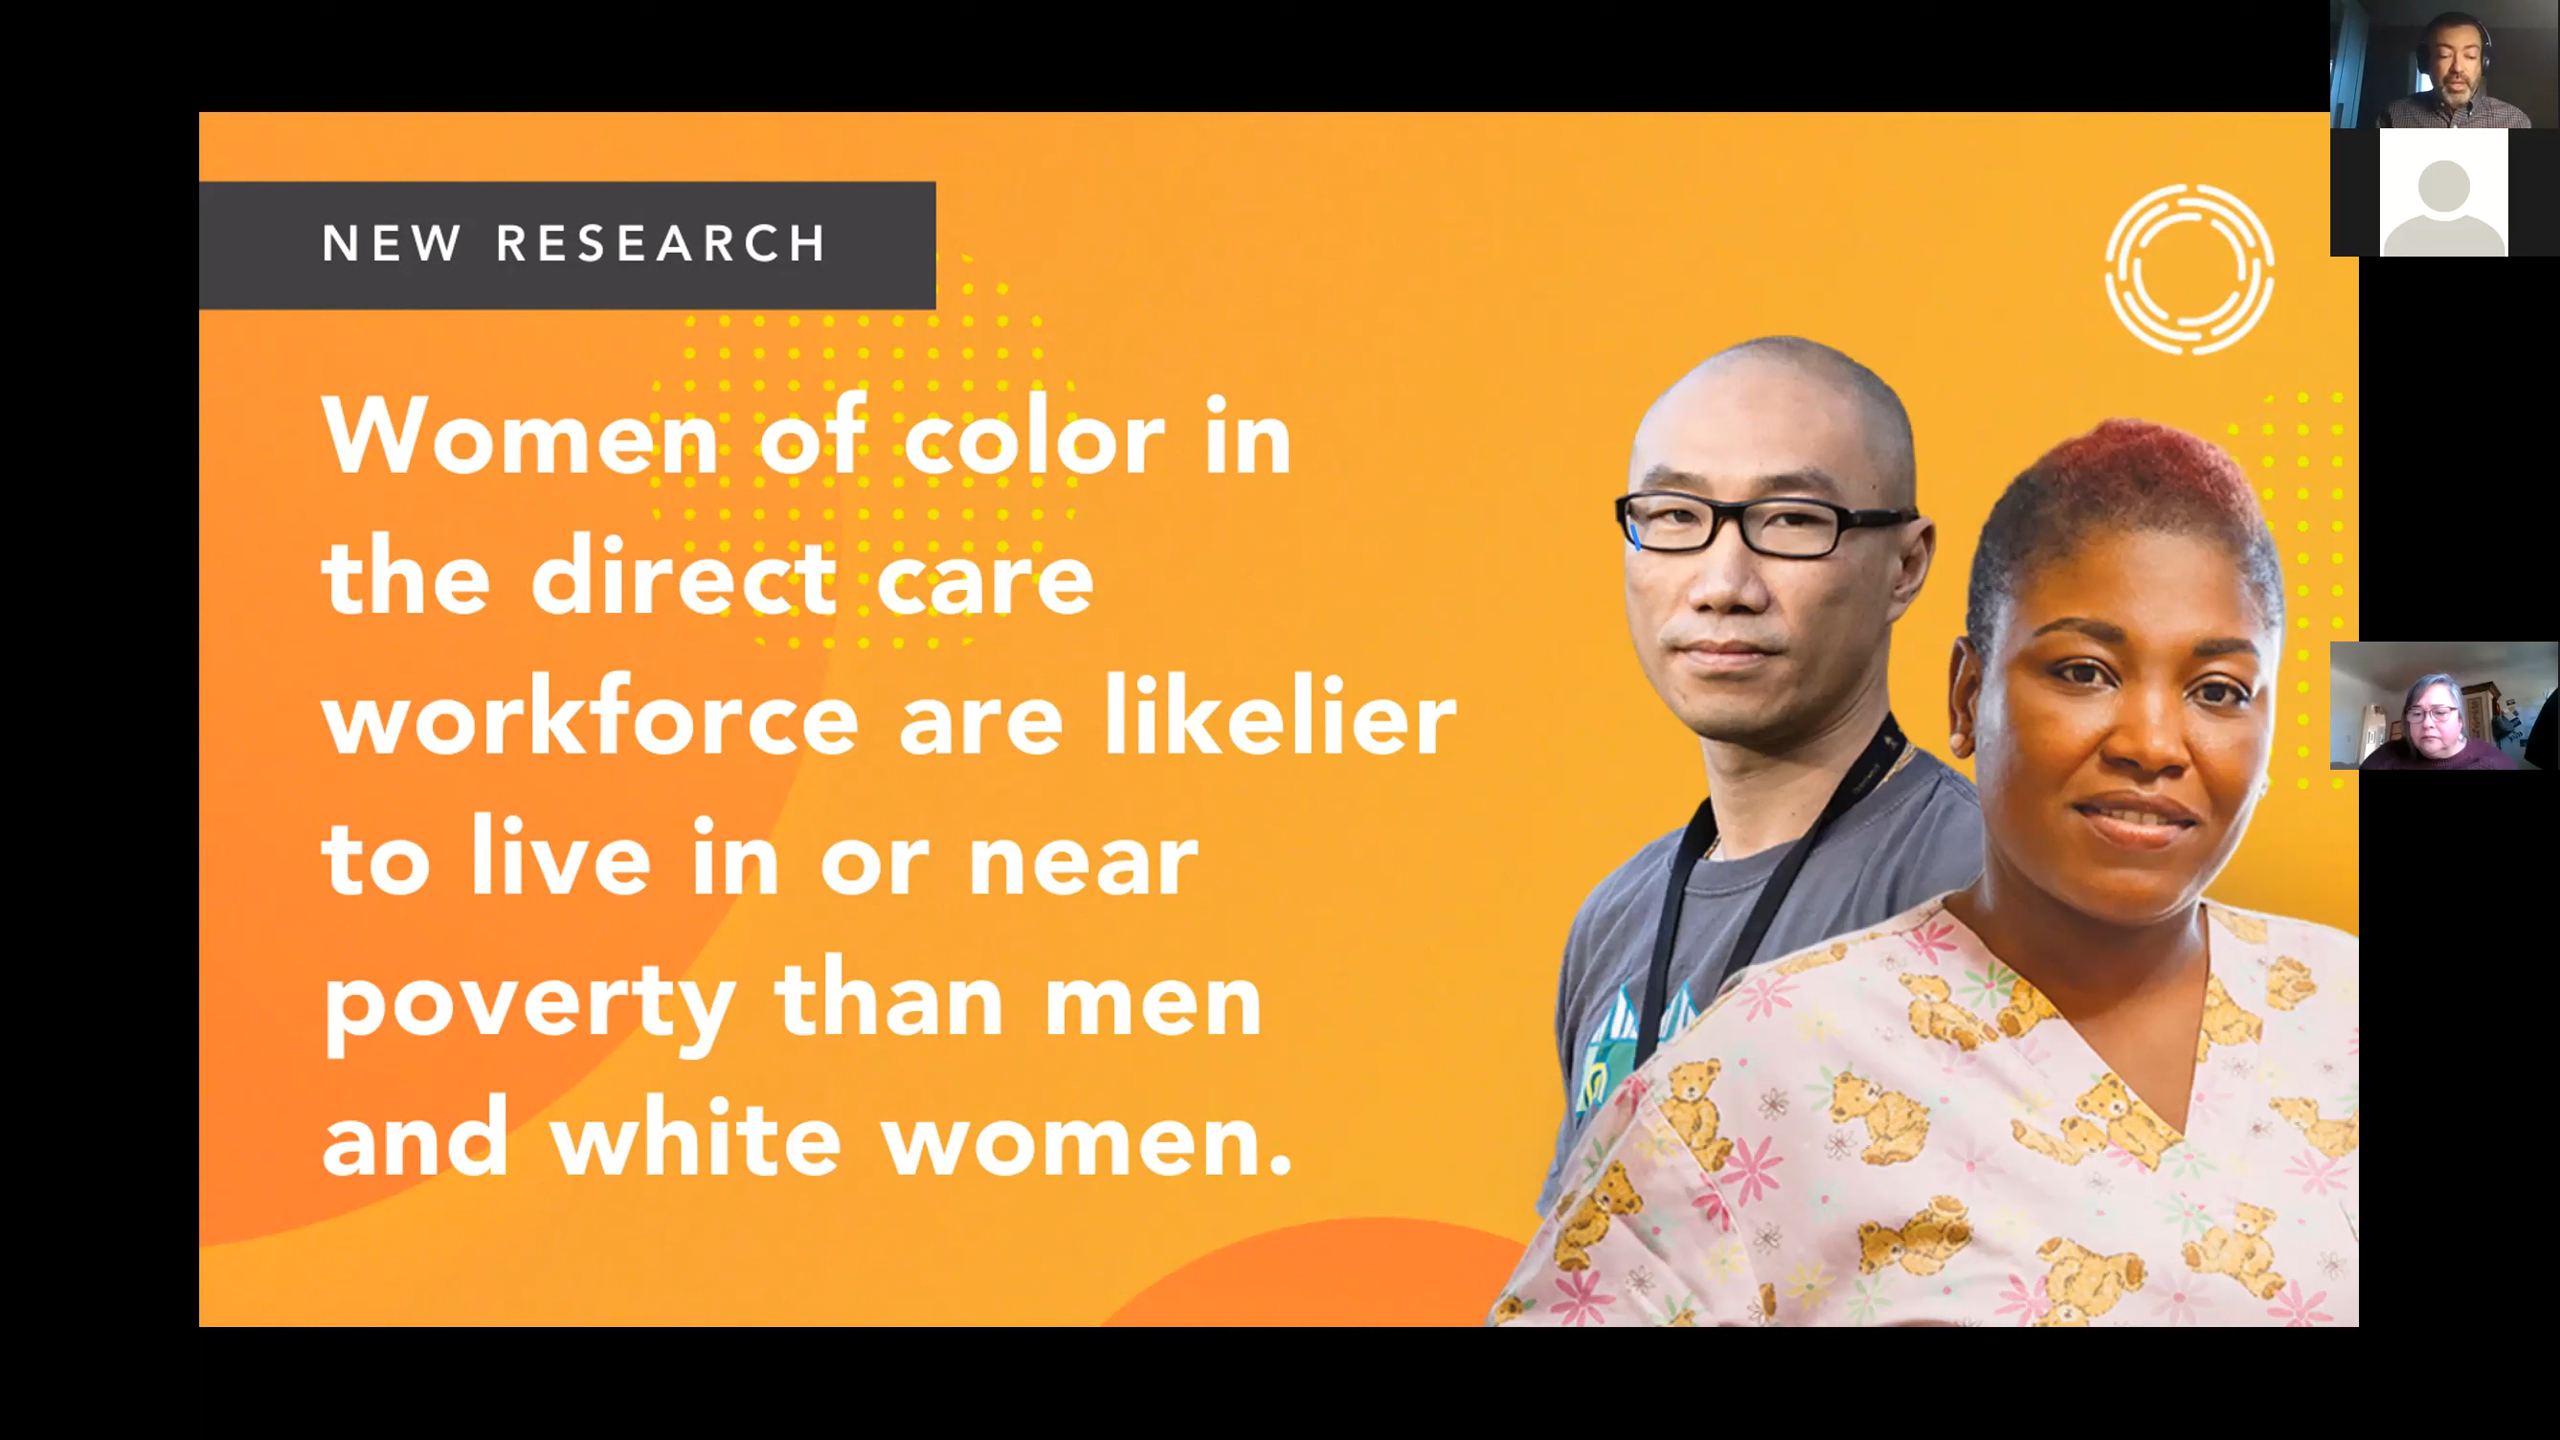 NEW RESEARCH
Women of color in
the direct care
workforce are likelier
to live in or near
poverty than men
and white women.